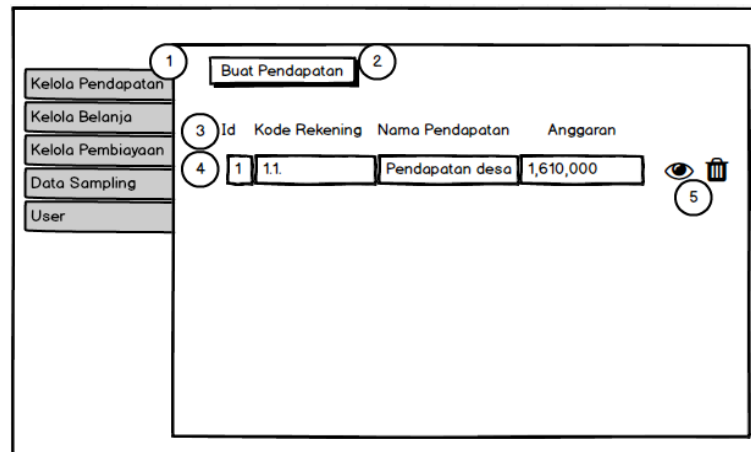 1
Buat Pendapatan 2
Kelola Pendapatan
Kelola Belanja
Kelola Pembiayaan
Data Sampling
User
3 Id Kode Rekening Nama Pendapatan Anggaran
4 1 1.1. Pendapatan desa 1,610,000
5